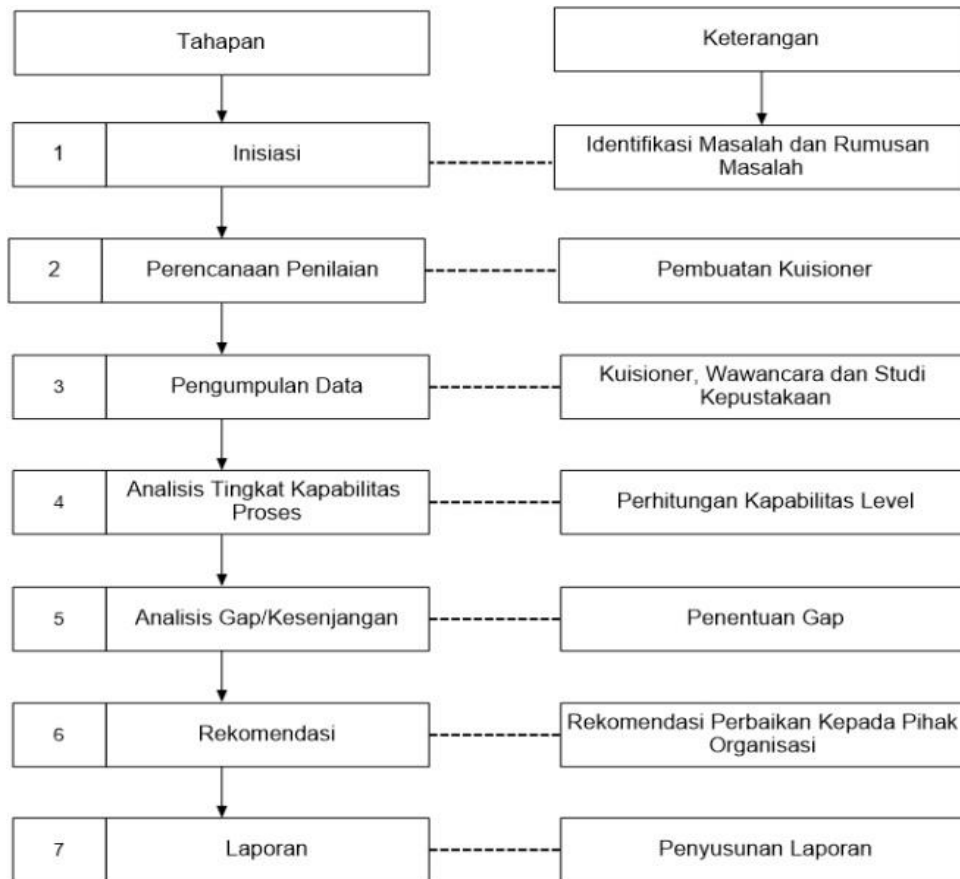 Tahapan
Keterangan
1
Inisiasi
Identifikasi Masalah dan Rumusan
Masalah
2
Perencanaan Penilaian
Pembuatan Kuisioner
3
Pengumpulan Data
Kuisioner, Wawancara dan Studi
Kepustakaan
4
Analisis Tingkat Kapabilitas
Proses
Perhitungan Kapabilitas Level
5
Analisis Gap/Kesenjangan
Penentuan Gap
6
Rekomendasi
Rekomendasi Perbaikan Kepada Pihak
Organisasi
7
Laporan
Penyusunan Laporan